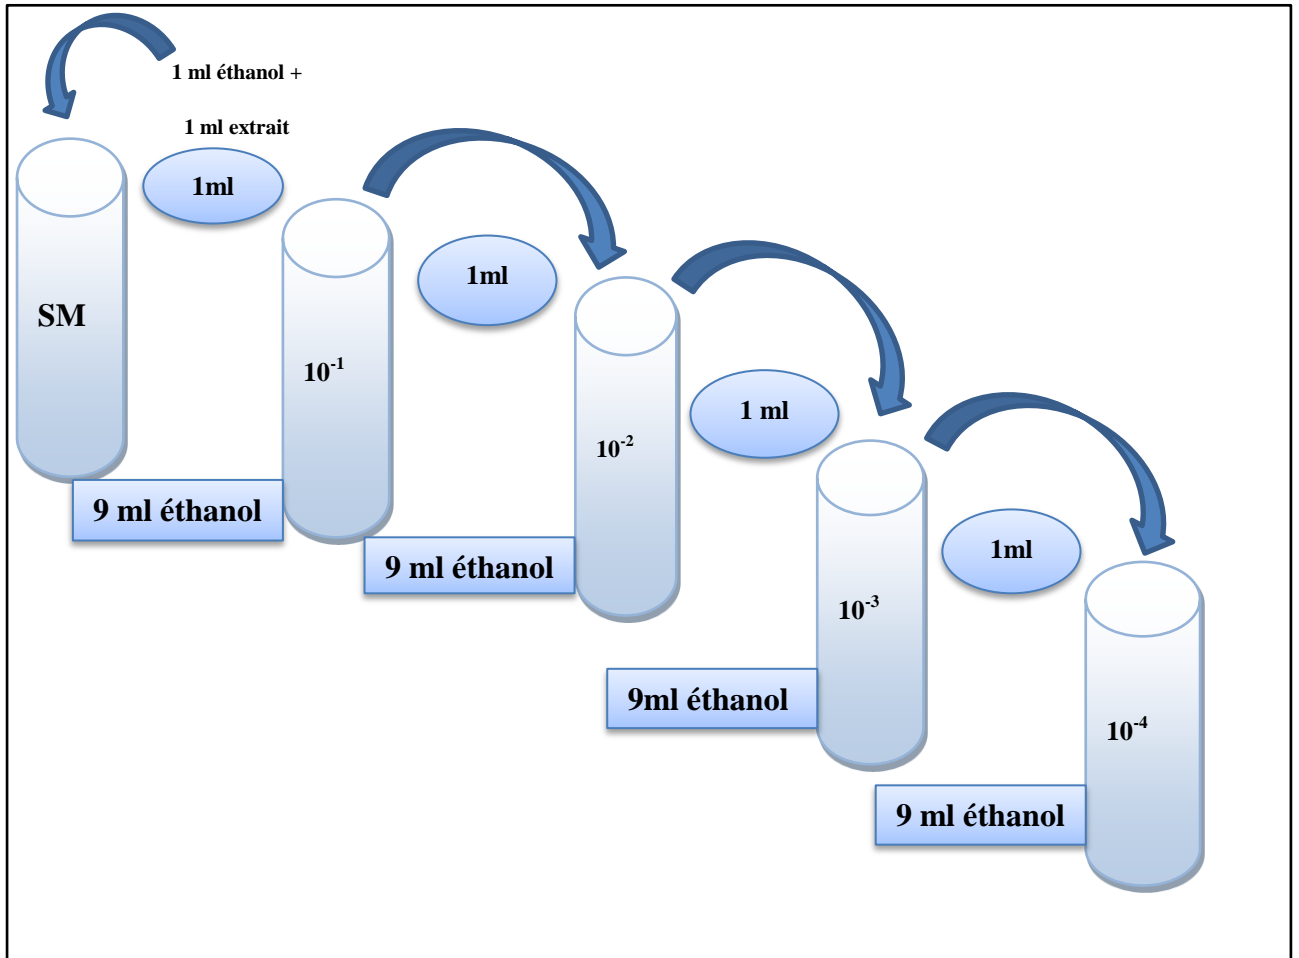 1 ml éthanol +
1 ml extrait
1ml
SM
1ml
10⁻¹
9 ml éthanol
1 ml
10⁻²
9 ml éthanol
1ml
10⁻³
9ml éthanol
10⁻⁴
9 ml éthanol